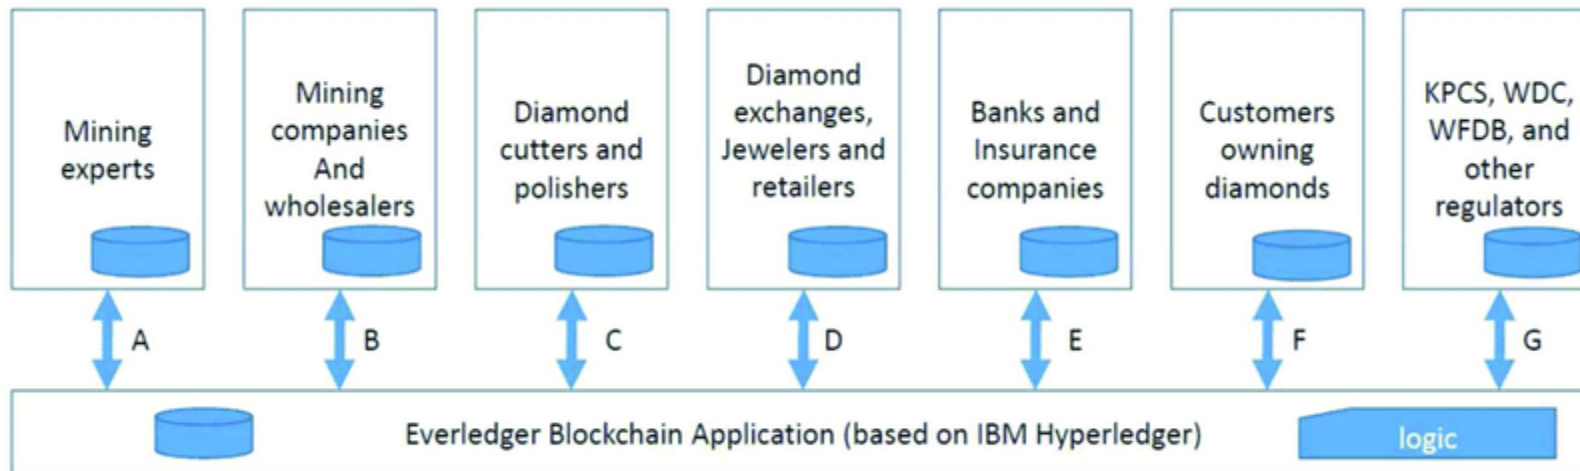 Mining
experts
Mining
companies
And
wholesalers
Diamond
cutters and
polishers
Diamond
exchanges,
Jewelers and
retailers
Banks and
Insurance
companies
Customers
owning
diamonds
KPCS, WDC,
WFDB, and
other
regulators
A
B
C
D
E
F
G
Everledger Blockchain Application (based on IBM Hyperledger)
logic